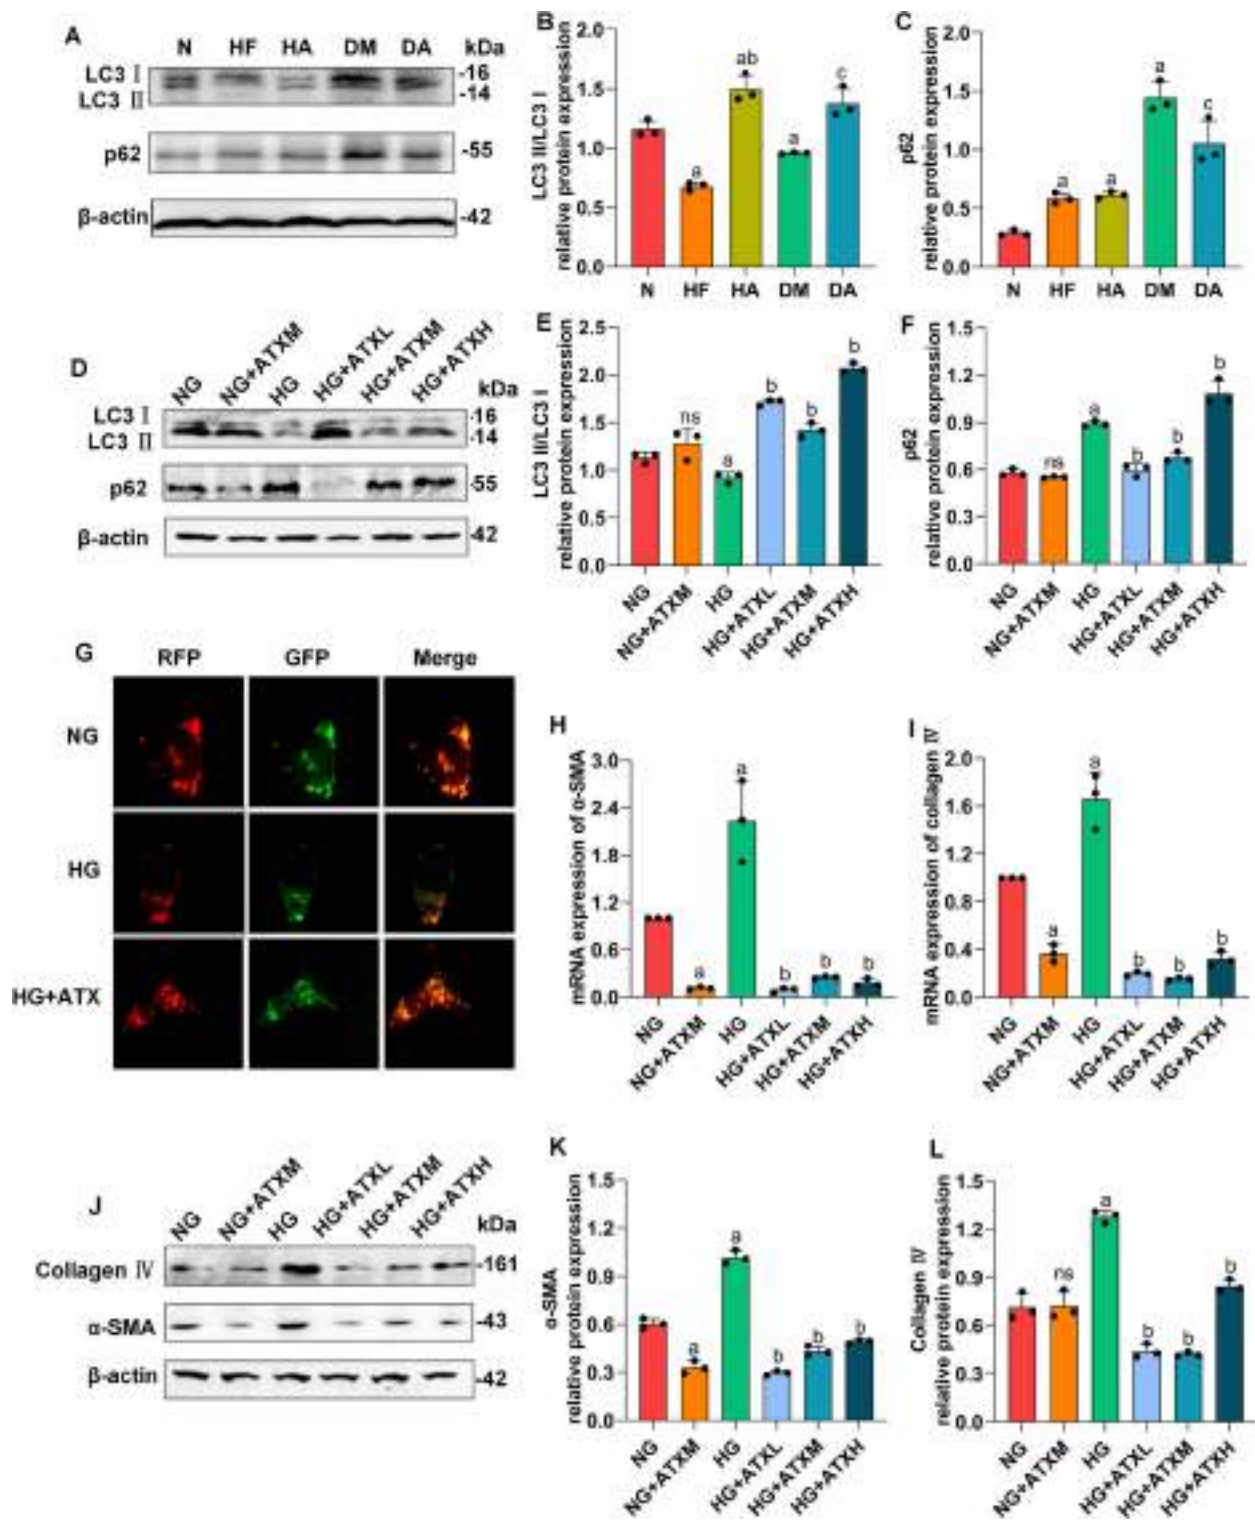 A
N HF HA DM DA kDa
LC3 Ⅰ
LC3 Ⅱ
-16
-14
p62
-55
β-actin
-42
B
LC3 II/LC3 I
relative protein expression
2.0
1.5
1.0
0.5
0.0
a
ab
a
c
N HF HA DM DA
C
p62
relative protein expression
2.0
1.5
1.0
0.5
0.0
a
a
a
c
N HF HA DM DA
D
NG NG+ATXM HG HG+ATXL HG+ATXM HG+ATXH
kDa
LC3 Ⅰ
LC3 Ⅱ
-16
-14
p62
-55
β-actin
-42
E
LC3 II/LC3 I
relative protein expression
2.5
2.0
1.5
1.0
0.5
0.0
ns
a
b
b
b
NG NG+ATXM HG HG+ATXL HG+ATXM HG+ATXH
F
p62
relative protein expression
1.5
1.2
0.9
0.6
0.3
0.0
ns
a
b
b
b
NG NG+ATXM HG HG+ATXL HG+ATXM HG+ATXH
G
RFP GFP Merge
NG
HG
HG+ATX
H
mRNA expression of α-SMA
3.0
2.4
1.8
1.2
0.6
0.0
a
a
b
b
b
NG NG+ATXM HG HG+ATXL HG+ATXM HG+ATXH
I
mRNA expression of collagen Ⅳ
2.0
1.6
1.2
0.8
0.4
0.0
a
a
b
b
b
NG NG+ATXM HG HG+ATXL HG+ATXM HG+ATXH
J
NG NG+ATXM HG HG+ATXL HG+ATXM HG+ATXH
kDa
Collagen Ⅳ
-161
α-SMA
-43
β-actin
-42
K
α-SMA
relative protein expression
1.5
1.2
0.9
0.6
0.3
0.0
a
a
b
b
b
NG NG+ATXM HG HG+ATXL HG+ATXM HG+ATXH
L
Collagen Ⅳ
relative protein expression
1.5
1.2
0.9
0.6
0.3
0.0
ns
a
b
b
b
NG NG+ATXM HG HG+ATXL HG+ATXM HG+ATXH